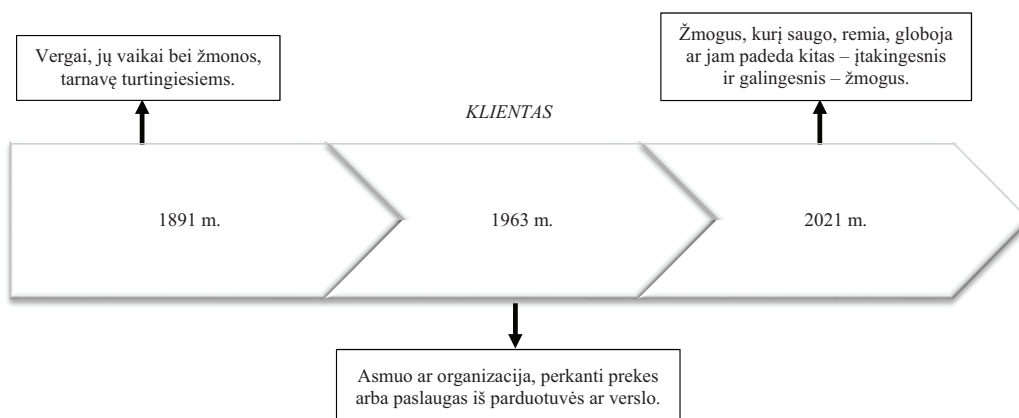 Vergai, jų vaikai bei žmonos,
tarnavę turtingiesiems.
Žmogus, kurį saugo, remia, globoja
ar jam padeda kitas – įtakingesnis
ir galingesnis – žmogus.
KLIENTAS
1891 m.
1963 m.
2021 m.
Asmuo ar organizacija, perkanti prekes
arba paslaugas iš parduotuvės ar verslo.